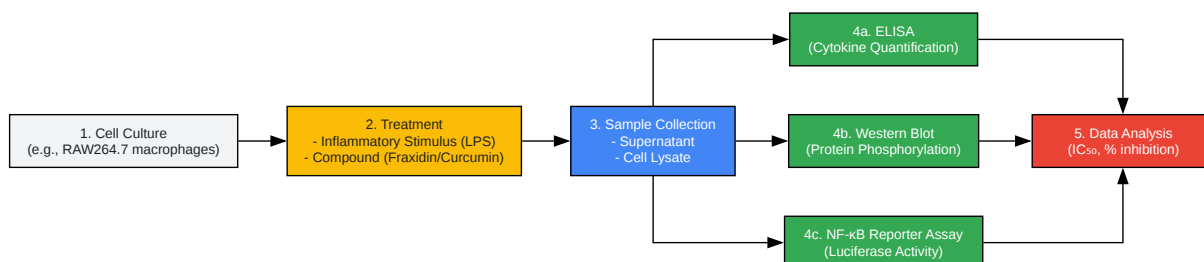 1. Cell Culture
(e.g., RAW264.7 macrophages)
2. Treatment
- Inflammatory Stimulus (LPS)
- Compound (Fraxidin/Curcumin)
3. Sample Collection
- Supernatant
- Cell Lysate
4a. ELISA
(Cytokine Quantification)
4b. Western Blot
(Protein Phosphorylation)
4c. NF-κB Reporter Assay
(Luciferase Activity)
5. Data Analysis
(IC₅₀, % inhibition)